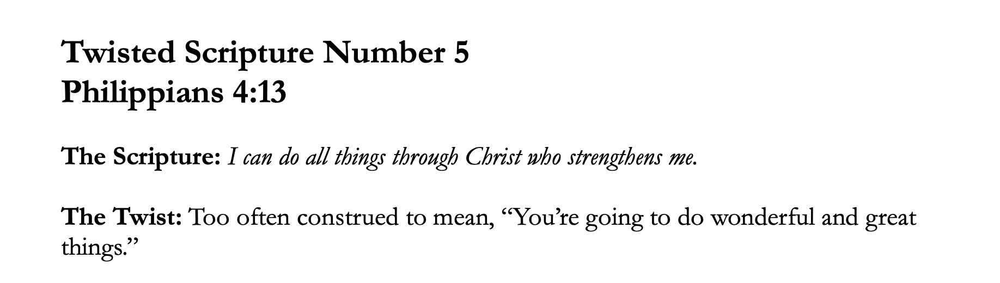 Twisted Scripture Number 5
Philippians 4:13
The Scripture: I can do all things through Christ who strengthens me.
The Twist: Too often construed to mean, “You’re going to do wonderful and great
things.”